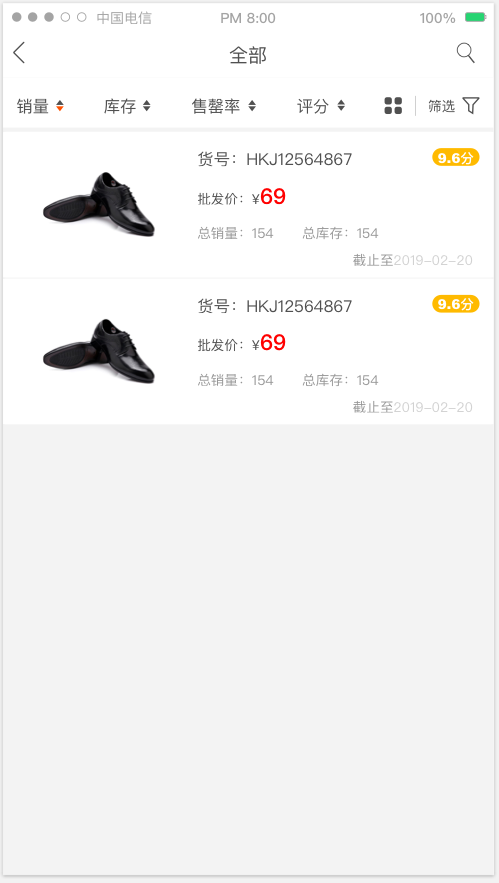 中国电信 PM 8:00 100%
全部
销量 库存 售罄率 评分 筛选
货号：HKJ12564867 9.6分
批发价：¥69
总销量：154 总库存：154
截止至2019-02-20
货号：HKJ12564867 9.6分
批发价：¥69
总销量：154 总库存：154
截止至2019-02-20